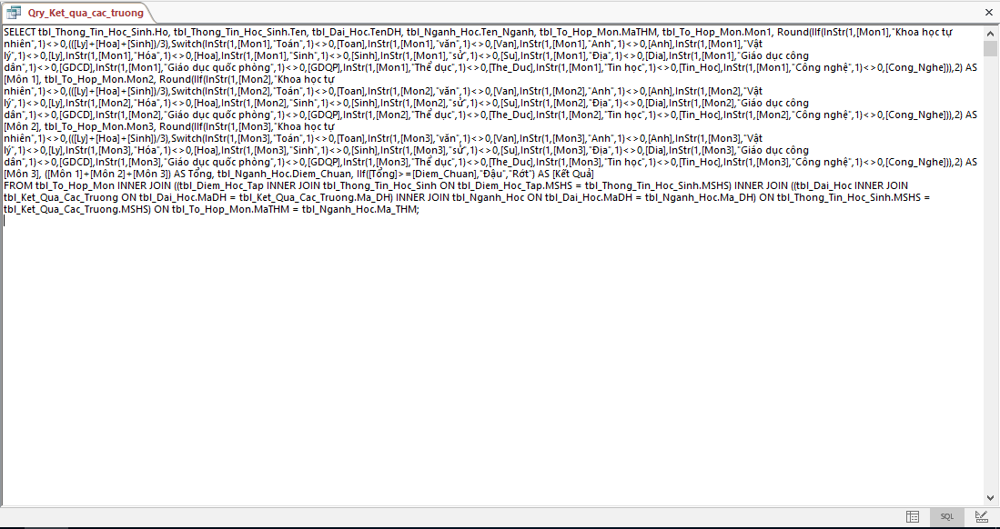 Qry_Ket_qua_cac_truong
SELECT tbl_Thong_Tin_Hoc_Sinh.Ho, tbl_Thong_Tin_Hoc_Sinh.Ten, tbl_Dai_Hoc.TenDH, tbl_Nganh_Hoc.Ten_Nganh, tbl_To_Hop_Mon.MaTHM, tbl_To_Hop_Mon.Mon1, Round(IIf(InStr(1,[Mon1],"Khoa học tự
nhiên",1)<>0,(([Ly]+[Hoa]+[Sinh])/3),Switch(InStr(1,[Mon1],"Toán",1)<>0,[Toan],InStr(1,[Mon1],"văn",1)<>0,[Van],InStr(1,[Mon1],"Anh",1)<>0,[Anh],InStr(1,[Mon1],"Vật
lý",1)<>0,[Ly],InStr(1,[Mon1],"Hóa",1)<>0,[Hoa],InStr(1,[Mon1],"Sinh",1)<>0,[Sinh],InStr(1,[Mon1],"sử",1)<>0,[Su],InStr(1,[Mon1],"Địa",1)<>0,[Dia],InStr(1,[Mon1],"Giáo dục công
dân",1)<>0,[GDCD],InStr(1,[Mon1],"Giáo dục quốc phòng",1)<>0,[GDQP],InStr(1,[Mon1],"Thể dục",1)<>0,[The_Duc],InStr(1,[Mon1],"Tin học",1)<>0,[Tin_Hoc],InStr(1,[Mon1],"Công nghệ",1)<>0,[Cong_Nghe])),2) AS
[Môn 1], tbl_To_Hop_Mon.Mon2, Round(IIf(InStr(1,[Mon2],"Khoa học tự
nhiên",1)<>0,(([Ly]+[Hoa]+[Sinh])/3),Switch(InStr(1,[Mon2],"Toán",1)<>0,[Toan],InStr(1,[Mon2],"văn",1)<>0,[Van],InStr(1,[Mon2],"Anh",1)<>0,[Anh],InStr(1,[Mon2],"Vật
lý",1)<>0,[Ly],InStr(1,[Mon2],"Hóa",1)<>0,[Hoa],InStr(1,[Mon2],"Sinh",1)<>0,[Sinh],InStr(1,[Mon2],"sử",1)<>0,[Su],InStr(1,[Mon2],"Địa",1)<>0,[Dia],InStr(1,[Mon2],"Giáo dục công
dân",1)<>0,[GDCD],InStr(1,[Mon2],"Giáo dục quốc phòng",1)<>0,[GDQP],InStr(1,[Mon2],"Thể dục",1)<>0,[The_Duc],InStr(1,[Mon2],"Tin học",1)<>0,[Tin_Hoc],InStr(1,[Mon2],"Công nghệ",1)<>0,[Cong_Nghe])),2) AS
[Môn 2], tbl_To_Hop_Mon.Mon3, Round(IIf(InStr(1,[Mon3],"Khoa học tự
nhiên",1)<>0,(([Ly]+[Hoa]+[Sinh])/3),Switch(InStr(1,[Mon3],"Toán",1)<>0,[Toan],InStr(1,[Mon3],"văn",1)<>0,[Van],InStr(1,[Mon3],"Anh",1)<>0,[Anh],InStr(1,[Mon3],"Vật
lý",1)<>0,[Ly],InStr(1,[Mon3],"Hóa",1)<>0,[Hoa],InStr(1,[Mon3],"Sinh",1)<>0,[Sinh],InStr(1,[Mon3],"sử",1)<>0,[Su],InStr(1,[Mon3],"Địa",1)<>0,[Dia],InStr(1,[Mon3],"Giáo dục công
dân",1)<>0,[GDCD],InStr(1,[Mon3],"Giáo dục quốc phòng",1)<>0,[GDQP],InStr(1,[Mon3],"Thể dục",1)<>0,[The_Duc],InStr(1,[Mon3],"Tin học",1)<>0,[Tin_Hoc],InStr(1,[Mon3],"Công nghệ",1)<>0,[Cong_Nghe])),2) AS
[Môn 3], ([Môn 1]+[Môn 2]+[Môn 3]) AS Tổng, tbl_Nganh_Hoc.Diem_Chuan, IIf([Tổng]>=[Diem_Chuan],"Đậu","Rớt") AS [Kết Quả]
FROM tbl_To_Hop_Mon INNER JOIN ((tbl_Diem_Hoc_Tap INNER JOIN tbl_Thong_Tin_Hoc_Sinh ON tbl_Diem_Hoc_Tap.MSHS = tbl_Thong_Tin_Hoc_Sinh.MSHS) INNER JOIN ((tbl_Dai_Hoc INNER JOIN
tbl_Ket_Qua_Cac_Truong ON tbl_Dai_Hoc.MaDH = tbl_Ket_Qua_Cac_Truong.Ma_DH) INNER JOIN tbl_Nganh_Hoc ON tbl_Dai_Hoc.MaDH = tbl_Nganh_Hoc.Ma_DH) ON tbl_Thong_Tin_Hoc_Sinh.MSHS =
tbl_Ket_Qua_Cac_Truong.MSHS) ON tbl_To_Hop_Mon.MaTHM = tbl_Nganh_Hoc.Ma_THM;
SQL